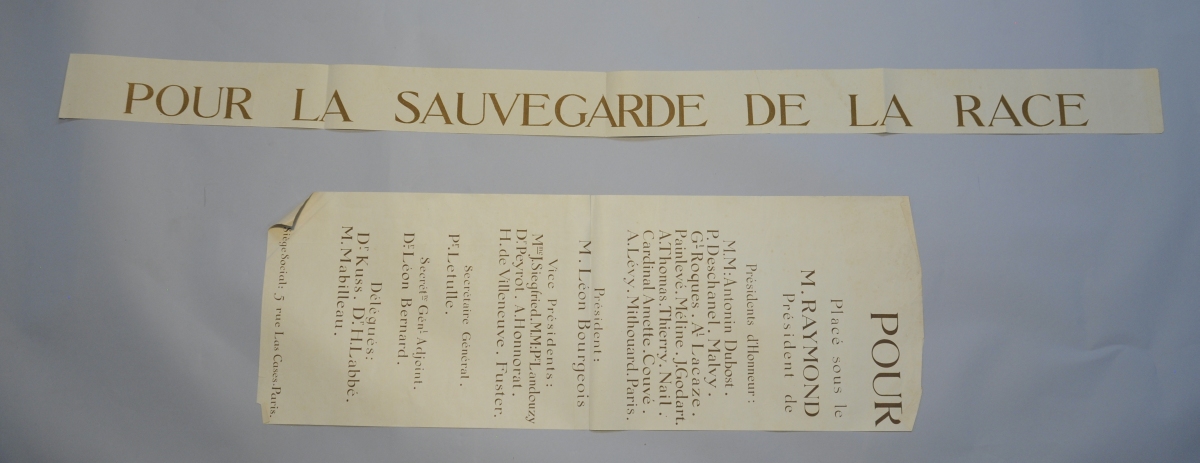 POUR LA SAUVEGARDE DE LA RACE
POUR
Placé sous le
M. RAYMOND
Président de
Présidents d'Honneur :
M.M: Antonin Dubost.
P. Deschanel. Malvy.
Gl Roques. Al Lacaze.
Painlevé. Méline. J. Godart.
A. Thomas. Thierry. Nail.
Cardinal Amette. Couvé.
A. Lévy. Mithouard. Paris.
Président:
M. Léon Bourgeois
Vice Présidents:
Mme J. Siegfried. MM: Pr Landouzy
Dr Peyrot. A. Honnorat.
H. de Villeneuve. Fuster.
Secrétaire Général.
Pr Letulle.
Secrétre Génl Adjoint.
Dr Léon Bernard.
Délégués:
Dr Kuss. Dr H. Labbé.
M. Mabilleau.
Siège Social: 5 rue Las Cases. Paris.